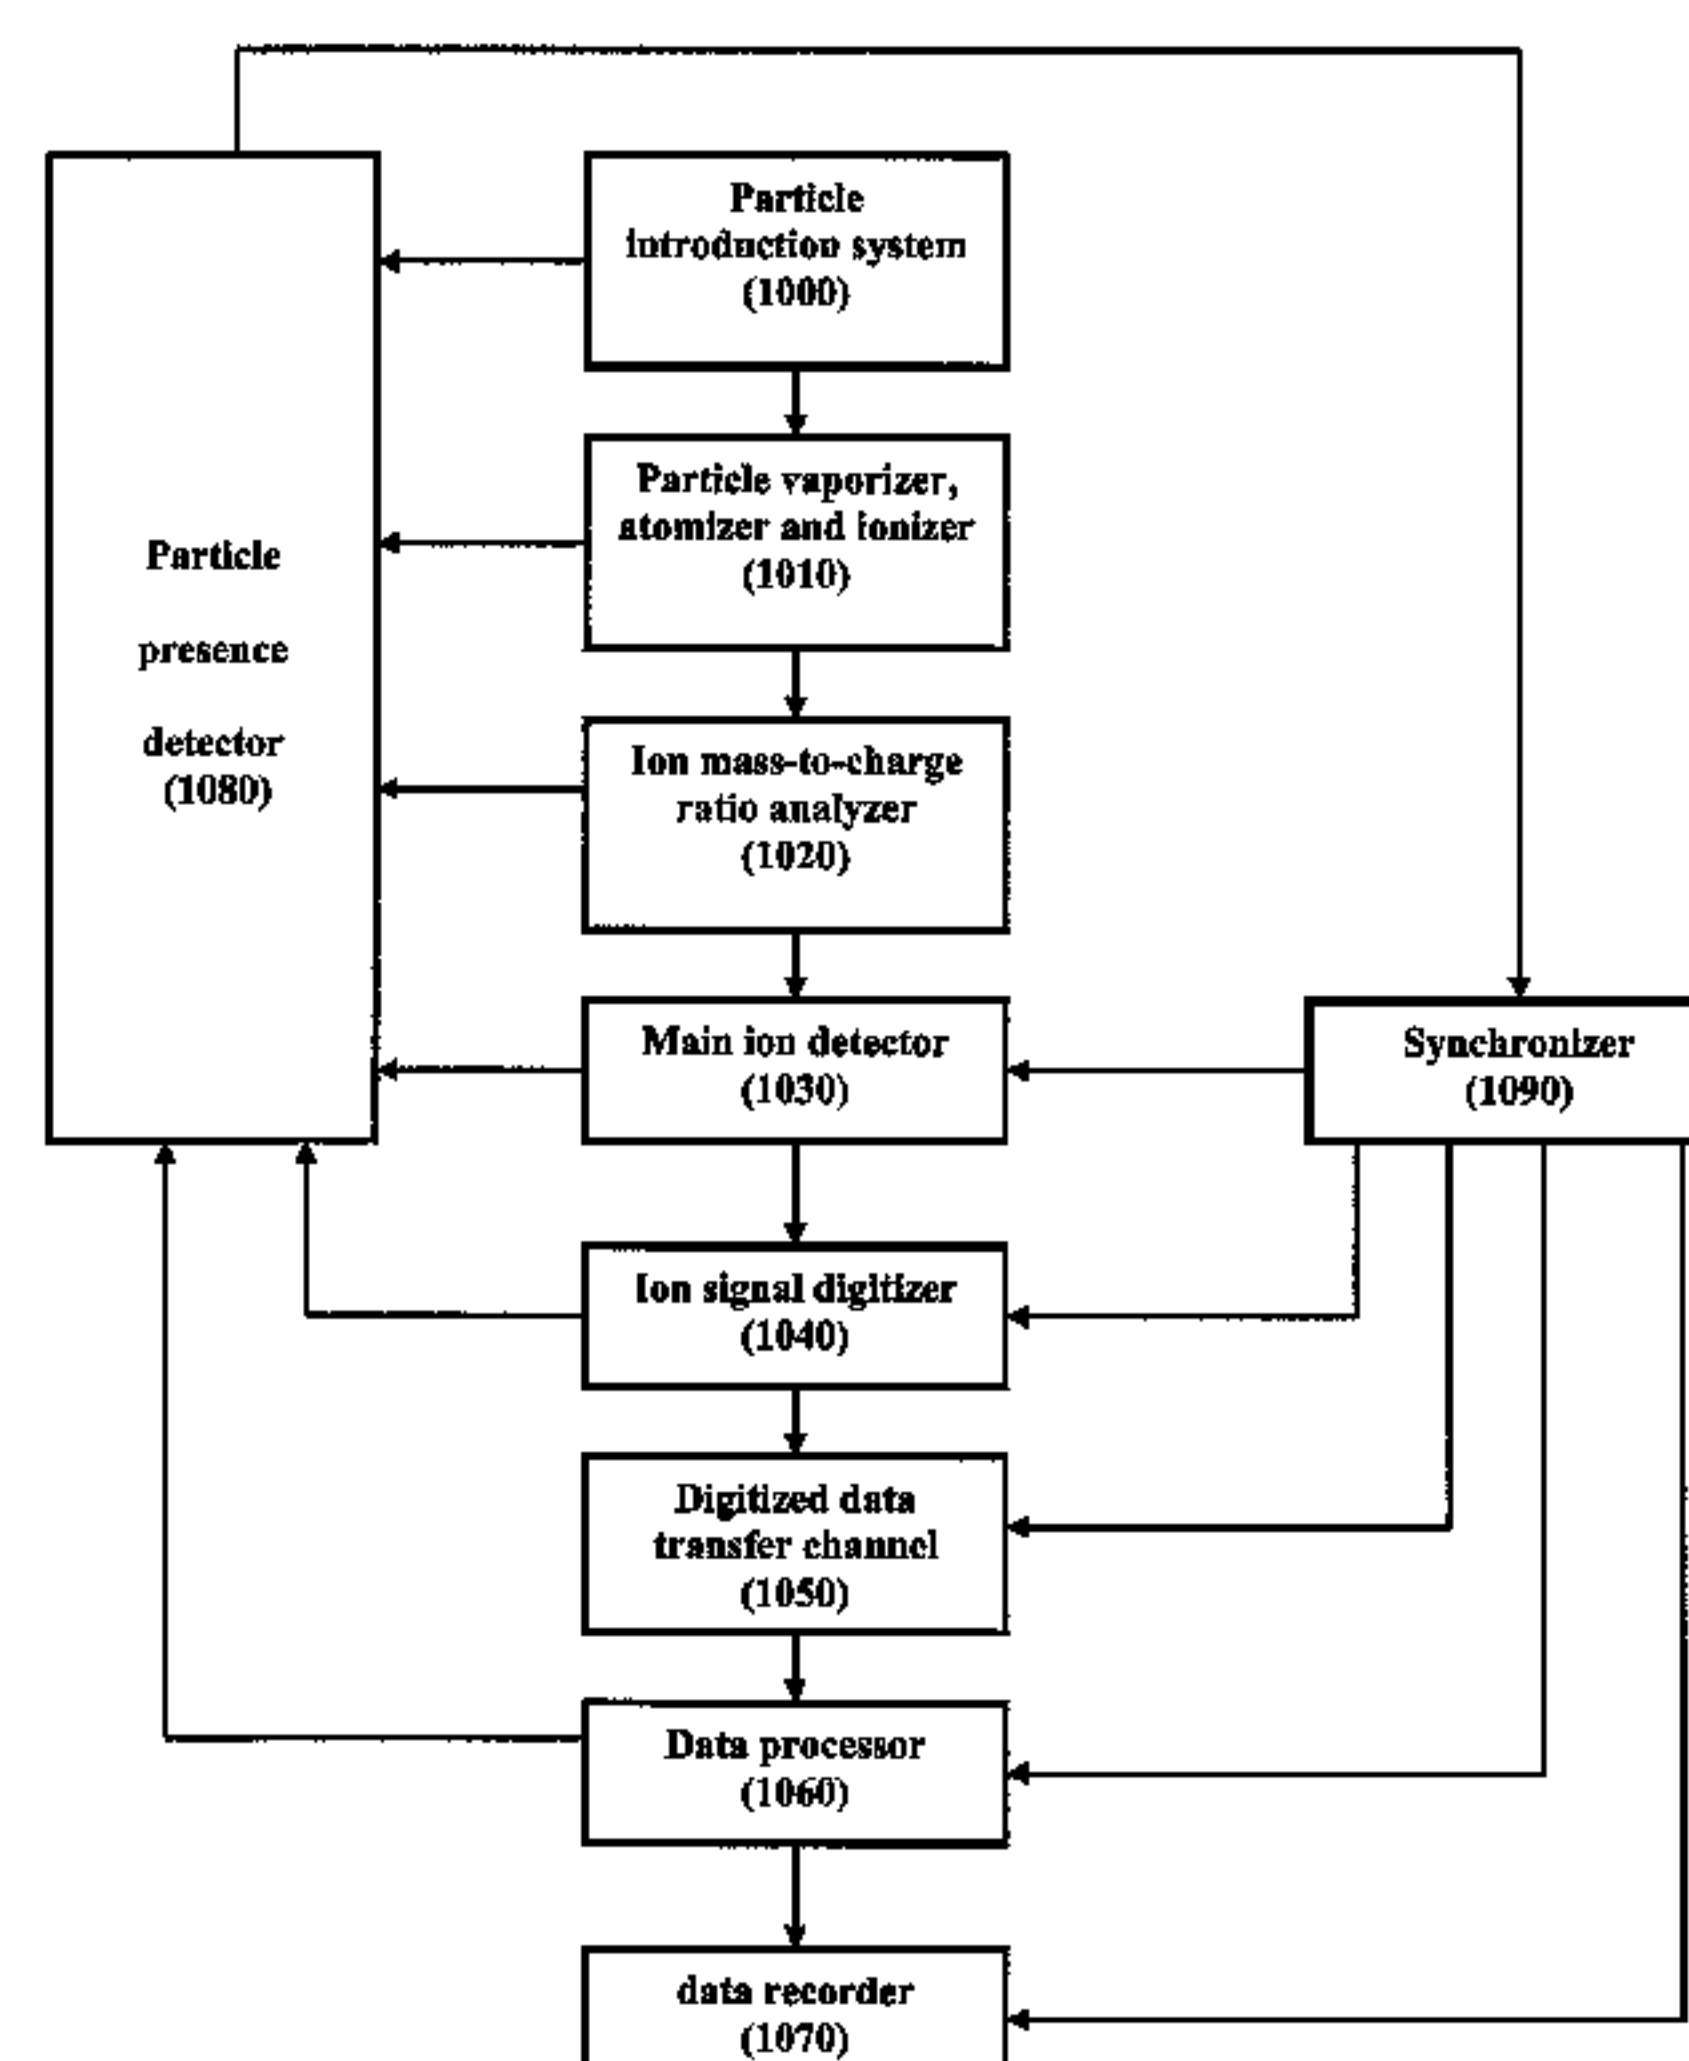 Particle
introduction system
(1000)
Particle vaporizer,
atomizer and ionizer
(1010)
Particle
presence
detector
(1080)
Ion mass-to-charge
ratio analyzer
(1020)
Main ion detector
(1030)
Synchronizer
(1090)
Ion signal digitizer
(1040)
Digitized data
transfer channel
(1050)
Data processor
(1060)
data recorder
(1070)